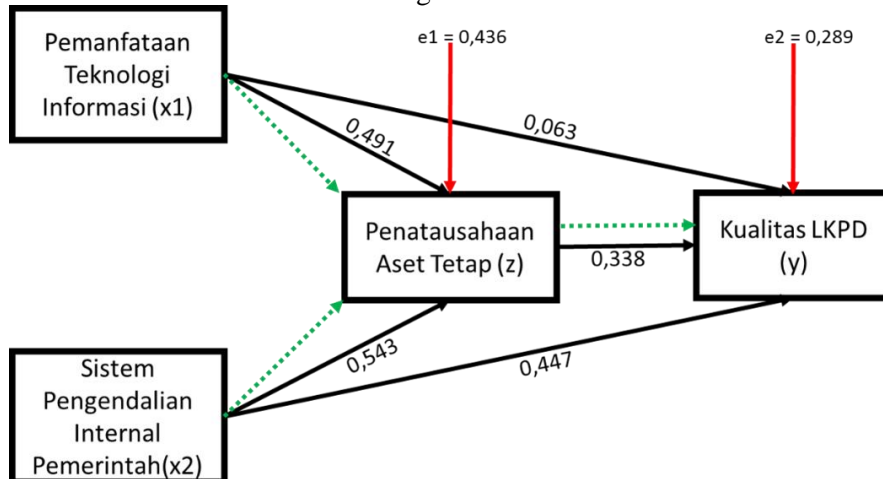 Pemanfataan
Teknologi
Informasi (x1)
e1 = 0,436
e2 = 0,289
0,491
0,063
Penatausahaan
Aset Tetap (z)
0,338
Kualitas LKPD
(y)
0,543
0,447
Sistem
Pengendalian
Internal
Pemerintah(x2)